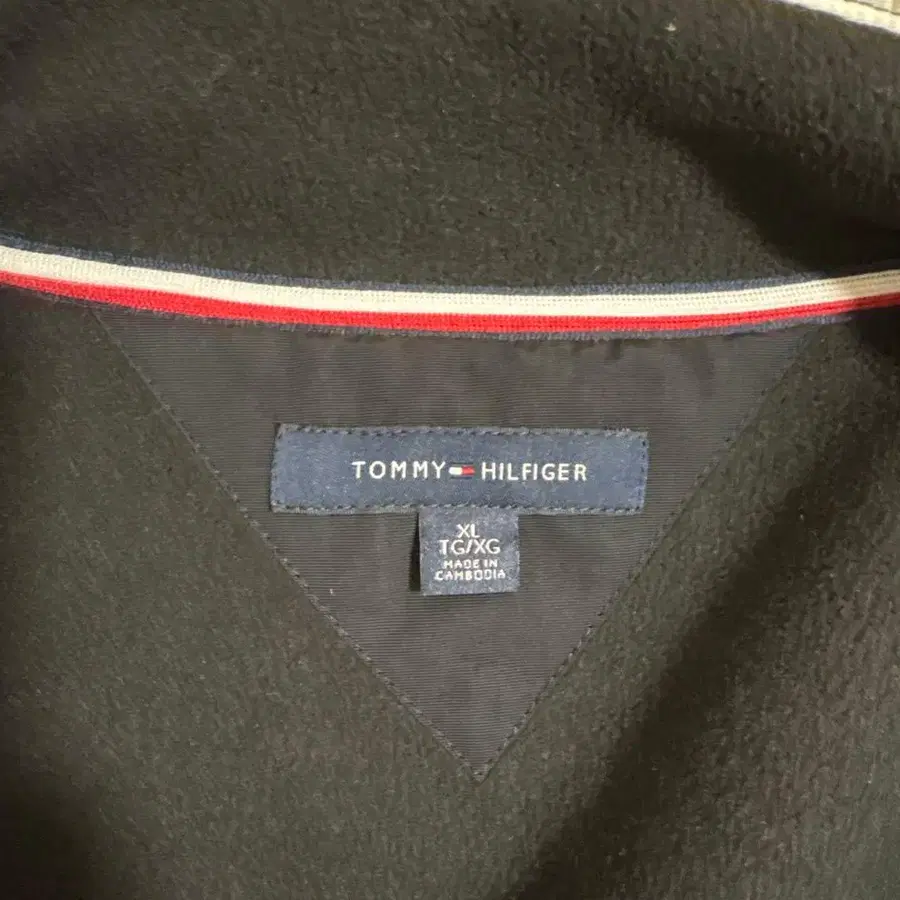 TOMMY HILFIGER
XL
TG/XG
MADE IN
CAMBODIA